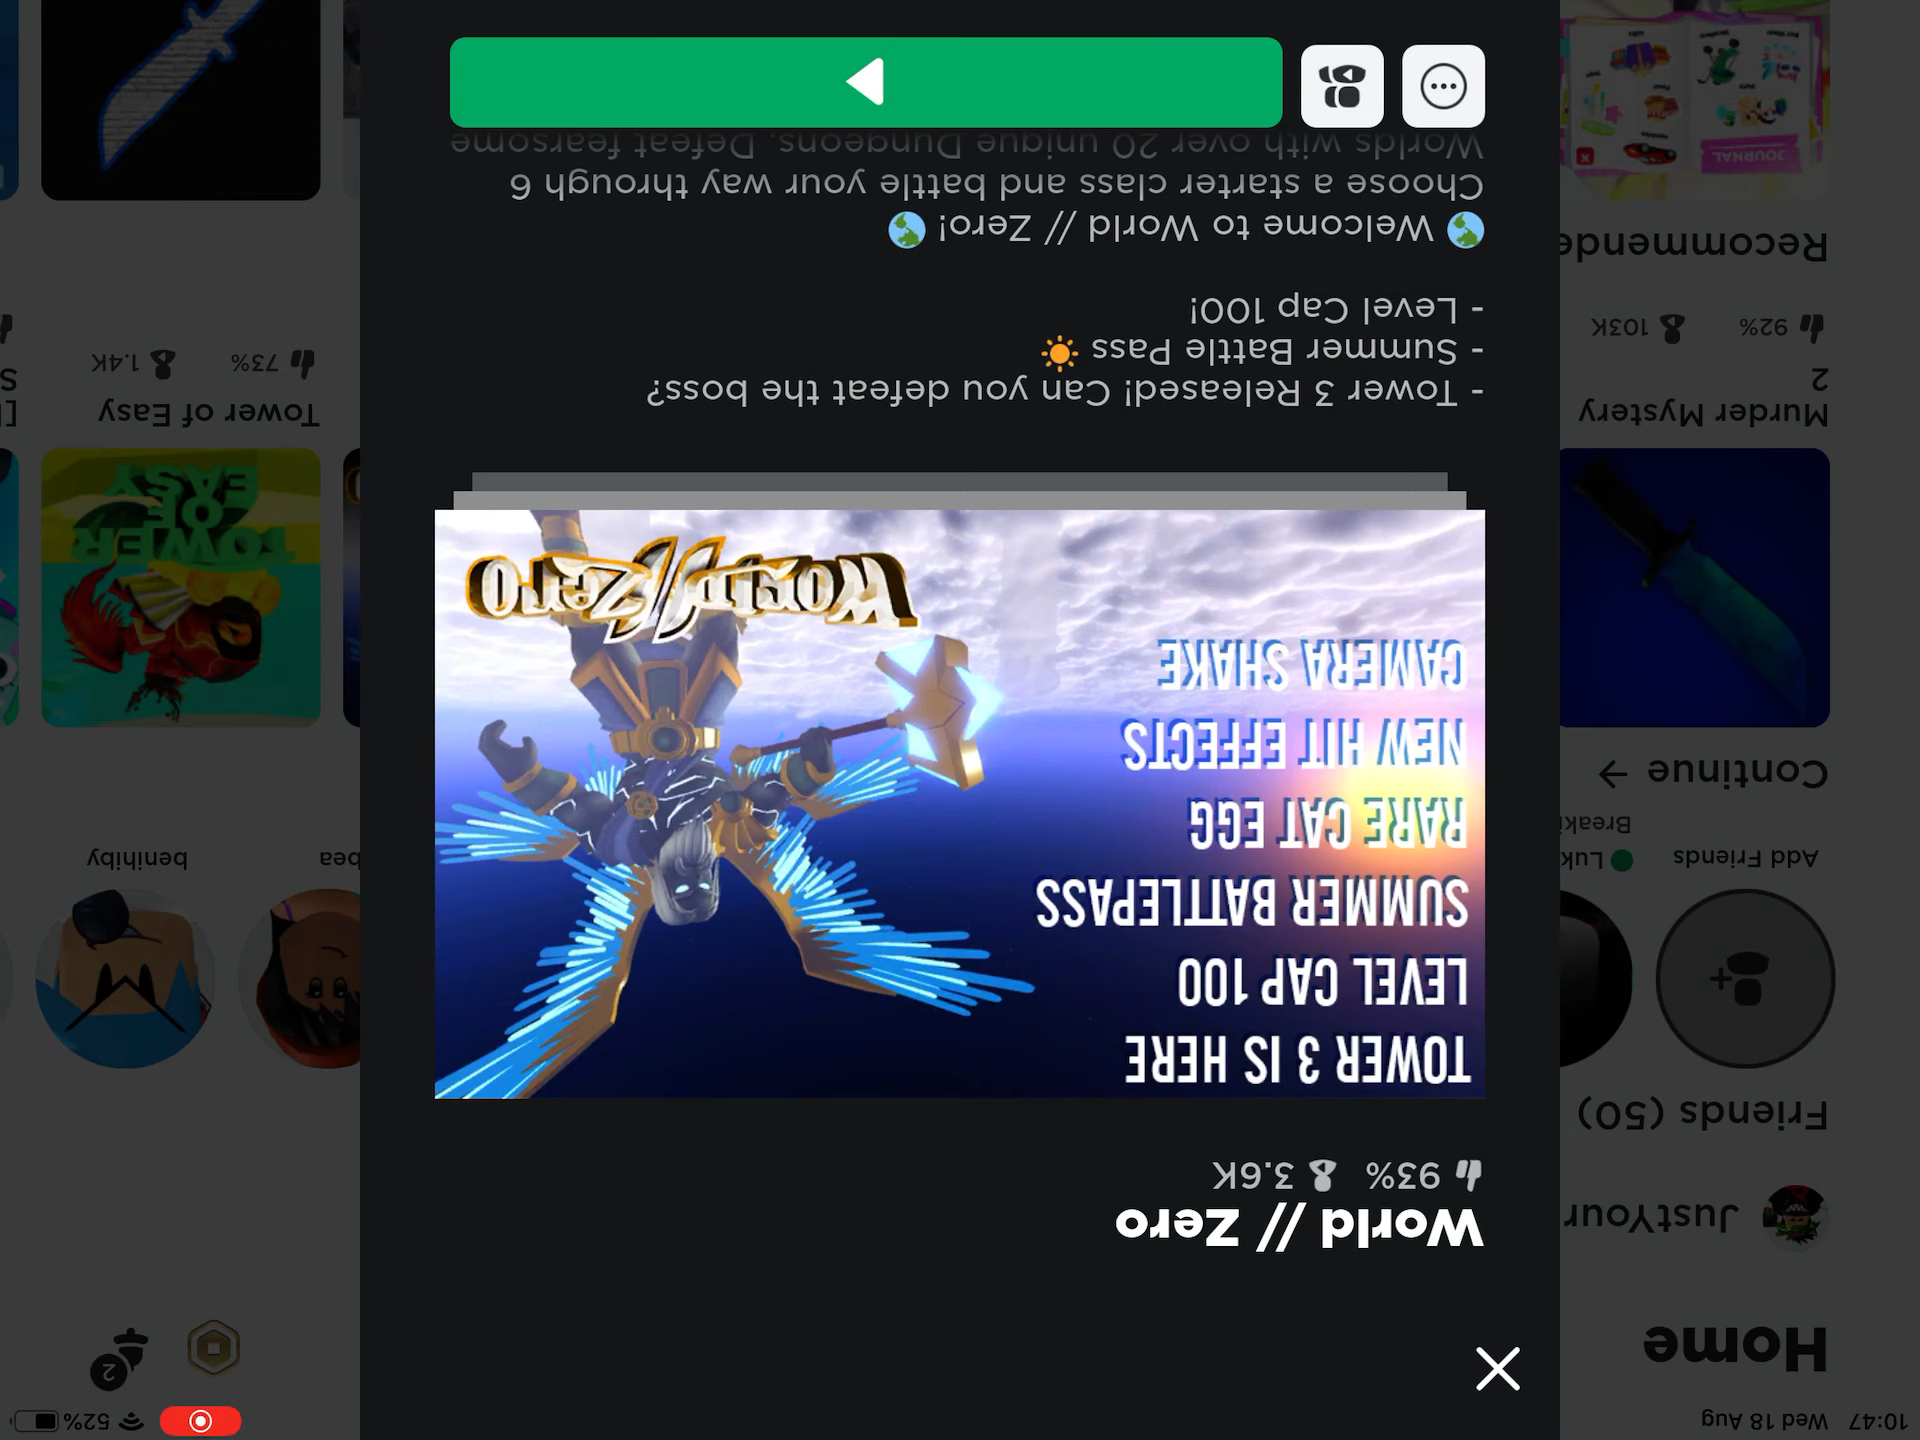 10:47 Wed 18 Aug
52%
Home
2
JustYour
Friends (50)
Add Friends
Luk
Breaki
bea
benihiby
Continue →
Murder Mystery
2
92% 103K
Tower of Easy
73% 1.4K
[
S
TOWER
OF
EASY
Recommende
JOURNAL
World // Zero
93% 3.6K
TOWER 3 IS HERE
LEVEL CAP 100
SUMMER BATTLEPASS
RARE CAT EGG
NEW HIT EFFECTS
CAMERA SHAKE
World//Zero
- Tower 3 Released! Can you defeat the boss?
- Summer Battle Pass ☀️
- Level Cap 100!
🌎 Welcome to World // Zero! 🌎
Choose a starter class and battle your way through 6
Worlds with over 20 unique Dungeons. Defeat fearsome